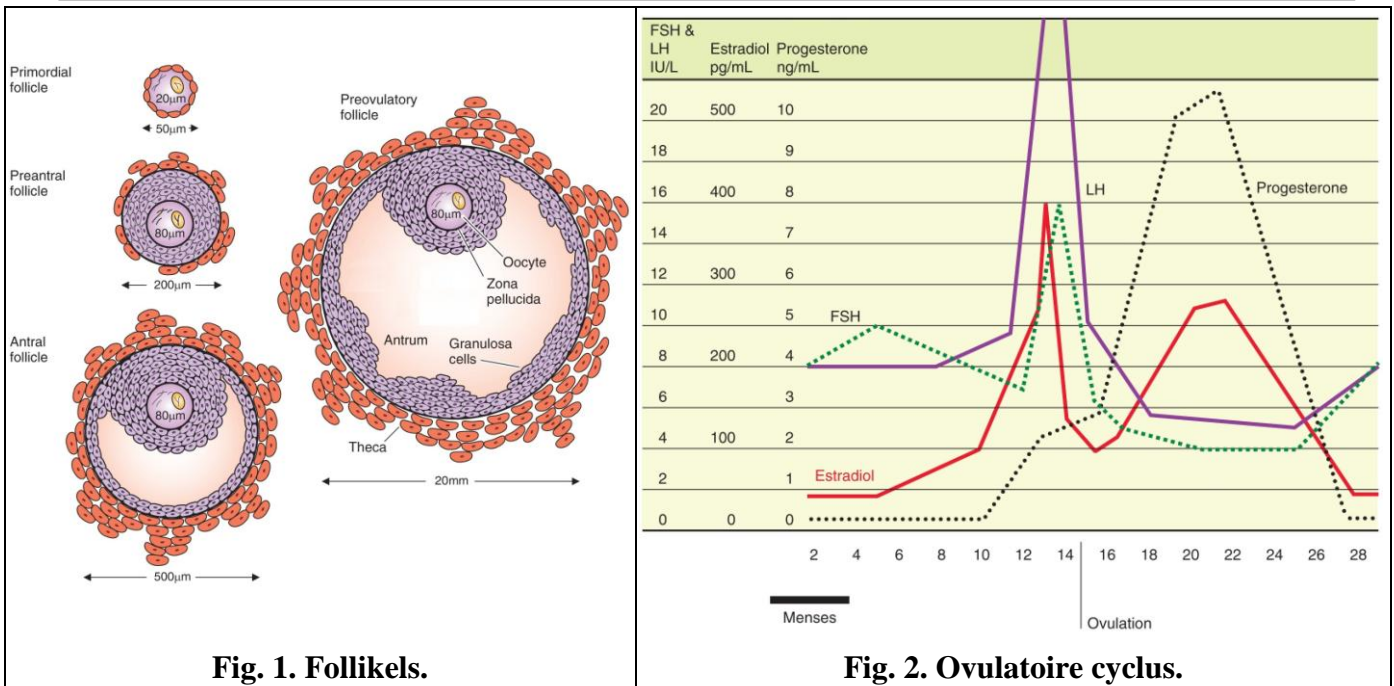 Primordial
follicle
20µm
50µm
Preantral
follicle
80µm
200µm
Antral
follicle
80µm
500µm
Preovulatory
follicle
80µm
Oocyte
Zona
pellucida
Antrum
Granulosa
cells
Theca
20mm
Fig. 1. Follikels.
FSH &
LH
IU/L
Estradiol
pg/mL
Progesterone
ng/mL
20 500 10
18 9
16 400 8
14 7
12 300 6
10 5
8 200 4
6 3
4 100 2
2 1
0 0 0
LH
Progesterone
FSH
Estradiol
2 4 6 8 10 12 14 16 18 20 22 24 26 28
Menses
Ovulation
Fig. 2. Ovulatoire cyclus.